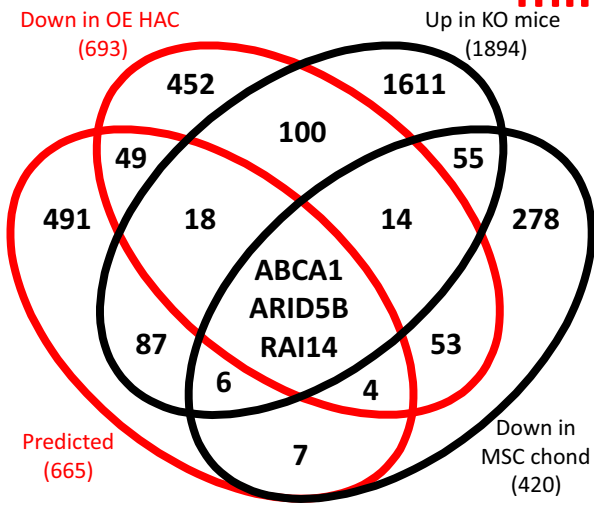 Down in OE HAC
(693)
Up in KO mice
(1894)
452
1611
100
49
55
491
18
14
278
ABCA1
ARID5B
RAI14
87
53
6
4
7
Predicted
(665)
Down in
MSC chond
(420)